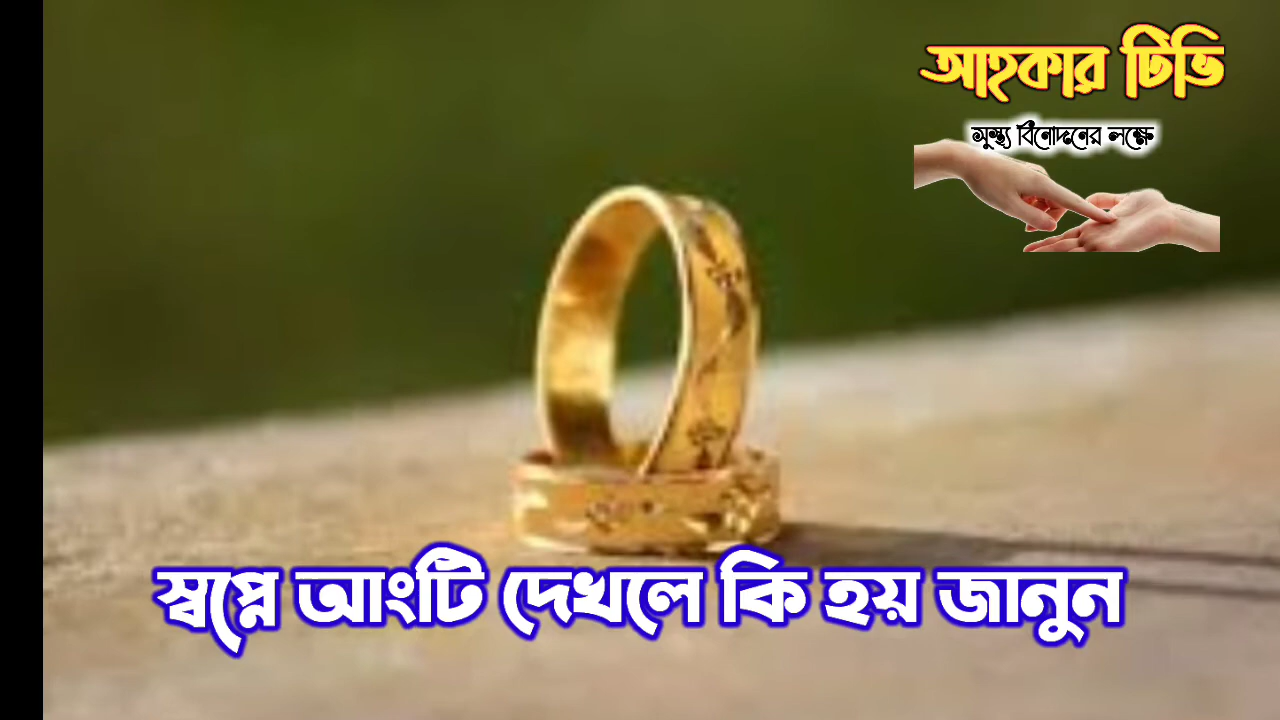 আহকার টিভি
সুস্থ্য বিনোদনের লক্ষে
স্বপ্নে আংটি দেখলে কি হয় জানুন